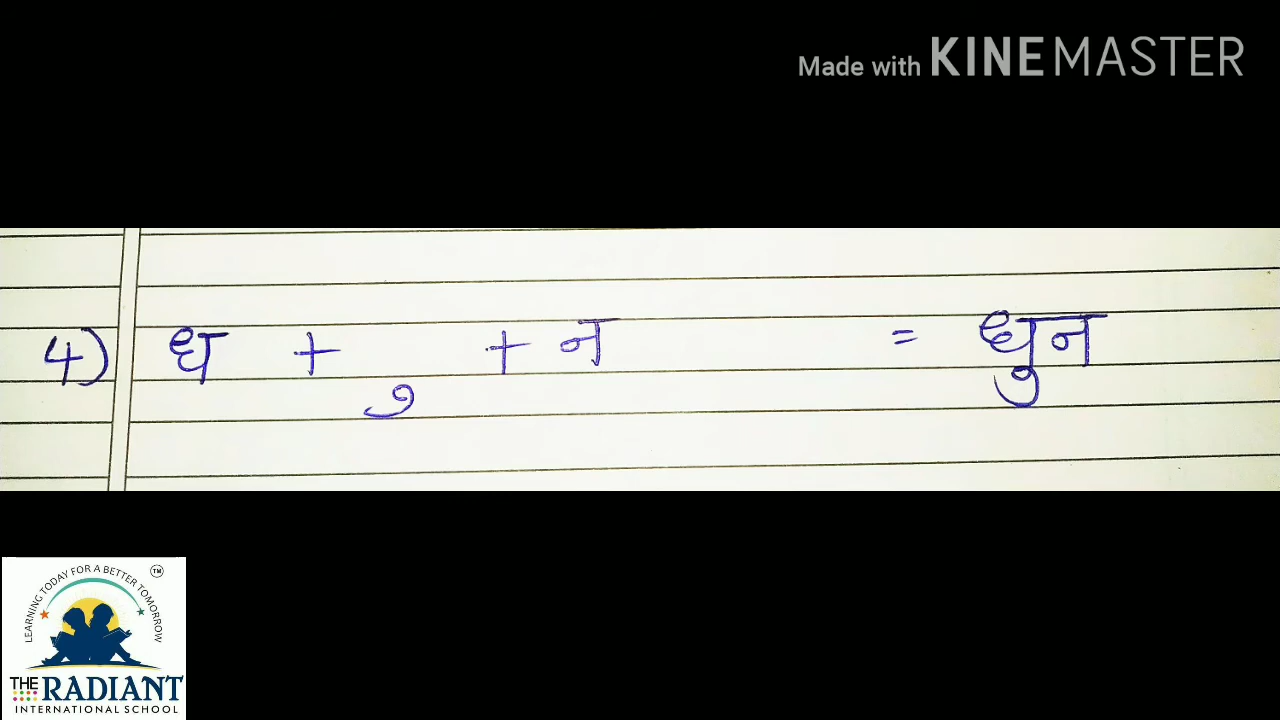 Made with KINEMASTER
4) ध + ु + न = धुन
LEARNING TODAY FOR A BETTER TOMORROW
TM
THE RADIANT
INTERNATIONAL SCHOOL